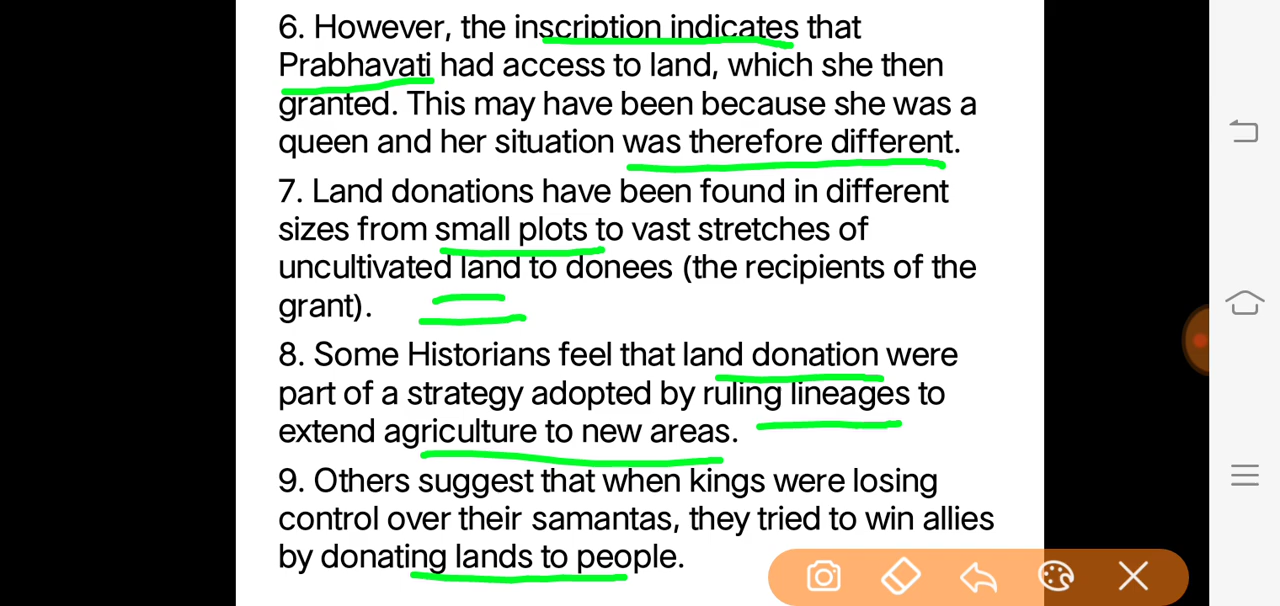 6. However, the inscription indicates that
Prabhavati had access to land, which she then
granted. This may have been because she was a
queen and her situation was therefore different.
7. Land donations have been found in different
sizes from small plots to vast stretches of
uncultivated land to donees (the recipients of the
grant).
8. Some Historians feel that land donation were
part of a strategy adopted by ruling lineages to
extend agriculture to new areas.
9. Others suggest that when kings were losing
control over their samantas, they tried to win allies
by donating lands to people.